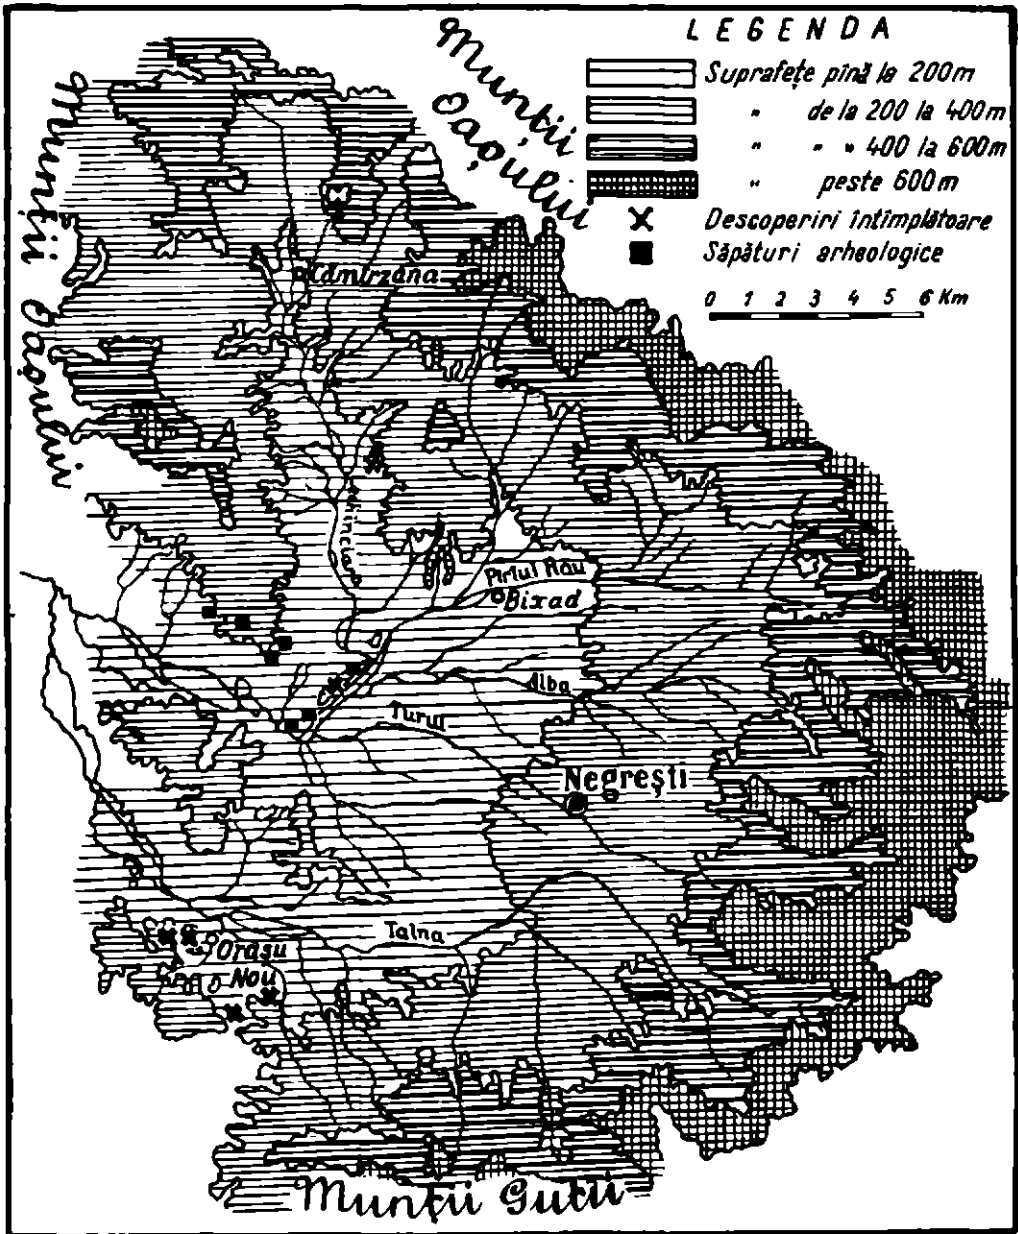 LEGENDA
Suprafețe pînă la 200m
" de la 200 la 400m
" " " 400 la 600m
" peste 600m
Descoperiri întîmplătoare
Săpături arheologice
0 1 2 3 4 5 6 Km
Munții
Oașului
Munții Oașului
Cămîrzana
Pîrîul Rău
Bixad
Alba
Turul
Negrești
Talna
Orașu
Nou
Munții Gutîi